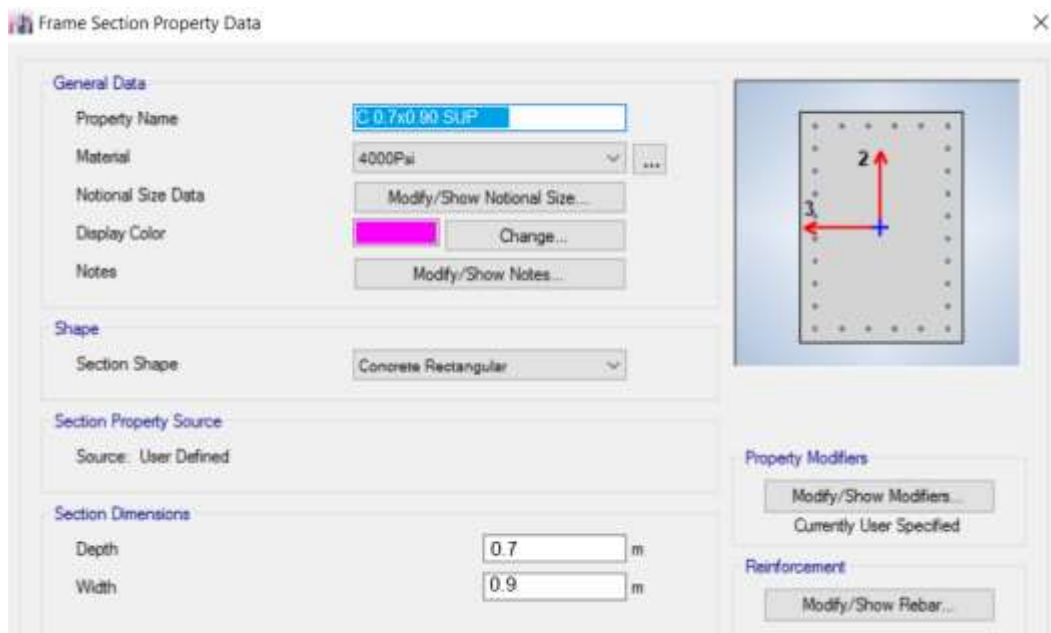 Frame Section Property Data
General Data
Property Name C 0.7x0.90 SUP
Material 4000Psi ...
Notional Size Data Modify/Show Notional Size...
Display Color Change...
Notes Modify/Show Notes...
Shape
Section Shape Concrete Rectangular
Section Property Source
Source: User Defined
Section Dimensions
Depth 0.7 m
Width 0.9 m
2
3
Property Modifiers
Modify/Show Modifiers...
Currently User Specified
Reinforcement
Modify/Show Rebar...